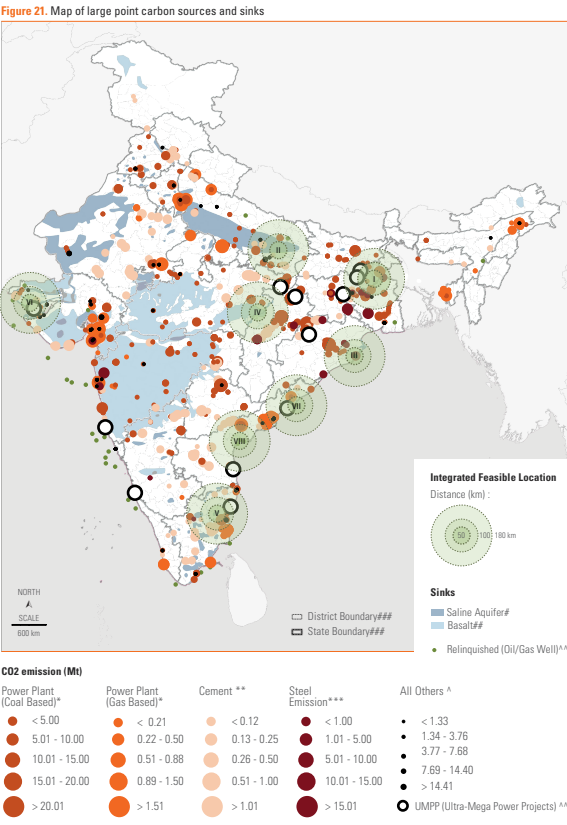 Figure 21. Map of large point carbon sources and sinks
II
I
VI
IV
III
VII
VIII
V
Integrated Feasible Location
Distance (km) :
50 100 180 km
Sinks
Saline Aquifer#
Basalt##
Relinquished (Oil/Gas Well)^^
NORTH
SCALE
600 km
District Boundary###
State Boundary###
CO2 emission (Mt)
Power Plant (Coal Based)*
< 5.00
5.01 - 10.00
10.01 - 15.00
15.01 - 20.00
> 20.01
Power Plant (Gas Based)*
< 0.21
0.22 - 0.50
0.51 - 0.88
0.89 - 1.50
> 1.51
Cement **
< 0.12
0.13 - 0.25
0.26 - 0.50
0.51 - 1.00
> 1.01
Steel Emission***
< 1.00
1.01 - 5.00
5.01 - 10.00
10.01 - 15.00
> 15.01
All Others ^
< 1.33
1.34 - 3.76
3.77 - 7.68
7.69 - 14.40
> 14.41
UMPP (Ultra-Mega Power Projects) ^^